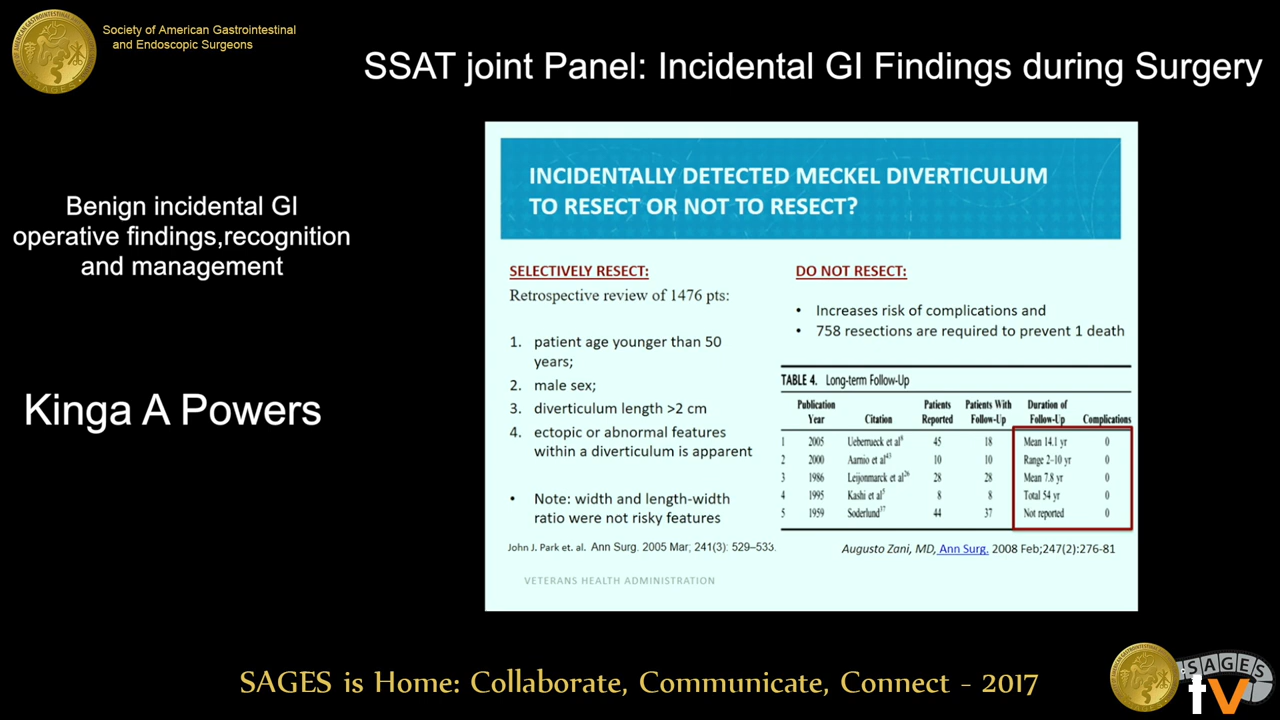 Society of American Gastrointestinal
and Endoscopic Surgeons
SSAT joint Panel: Incidental GI Findings during Surgery
Benign incidental GI
operative findings,recognition
and management
Kinga A Powers
INCIDENTALLY DETECTED MECKEL DIVERTICULUM
TO RESECT OR NOT TO RESECT?
SELECTIVELY RESECT:
Retrospective review of 1476 pts:
1. patient age younger than 50
years;
2. male sex;
3. diverticulum length >2 cm
4. ectopic or abnormal features
within a diverticulum is apparent
• Note: width and length-width
ratio were not risky features
John J. Park et. al. Ann Surg. 2005 Mar; 241(3): 529–533.
VETERANS HEALTH ADMINISTRATION
DO NOT RESECT:
• Increases risk of complications and
• 758 resections are required to prevent 1 death
TABLE 4. Long-term Follow-Up
Publication Year Citation Patients Reported Patients With Follow-Up Duration of Follow-Up Complications
1 2005 Ueberrueck et al 45 18 Mean 14.1 yr 0
2 2000 Aarnio et al 10 10 Range 2–10 yr 0
3 1986 Leijonmarck et al 28 28 Mean 7.8 yr 0
4 1995 Kashi et al 8 8 Total 54 yr 0
5 1959 Soderlund 44 37 Not reported 0
Augusto Zani, MD, Ann Surg. 2008 Feb;247(2):276-81
SAGES is Home: Collaborate, Communicate, Connect - 2017
SAGES
tv